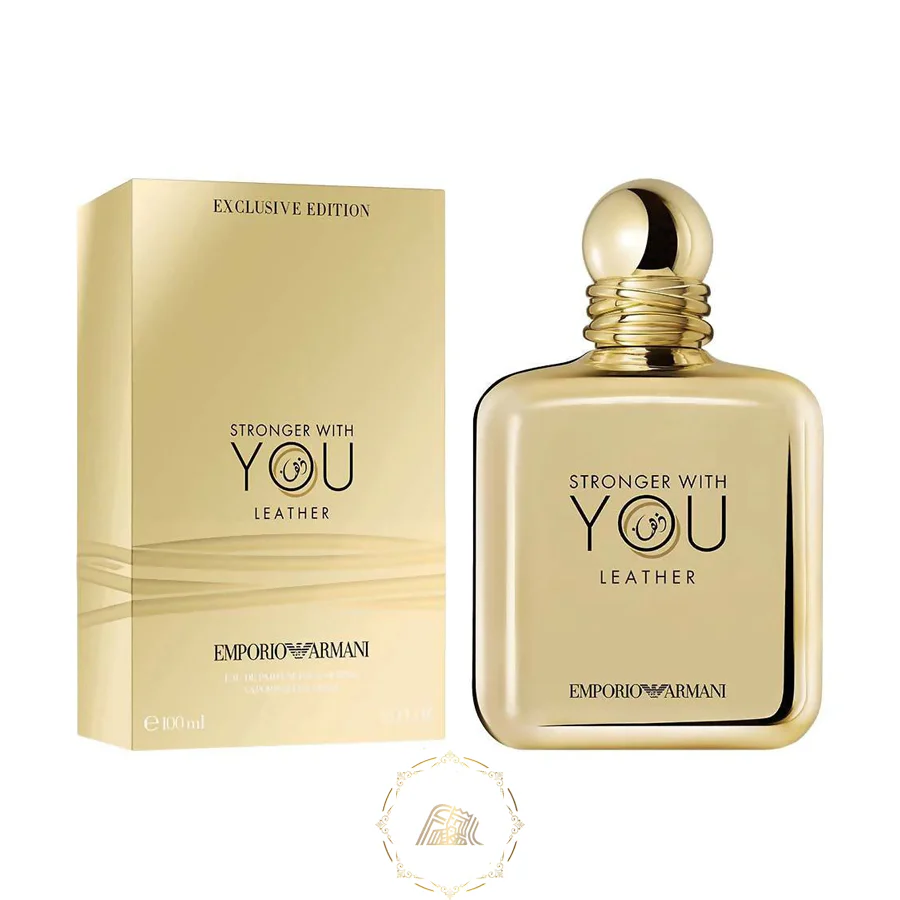 EXCLUSIVE EDITION
STRONGER WITH
YOU
LEATHER
EMPORIO ARMANI
e 100 ml
STRONGER WITH
YOU
LEATHER
EMPORIO ARMANI